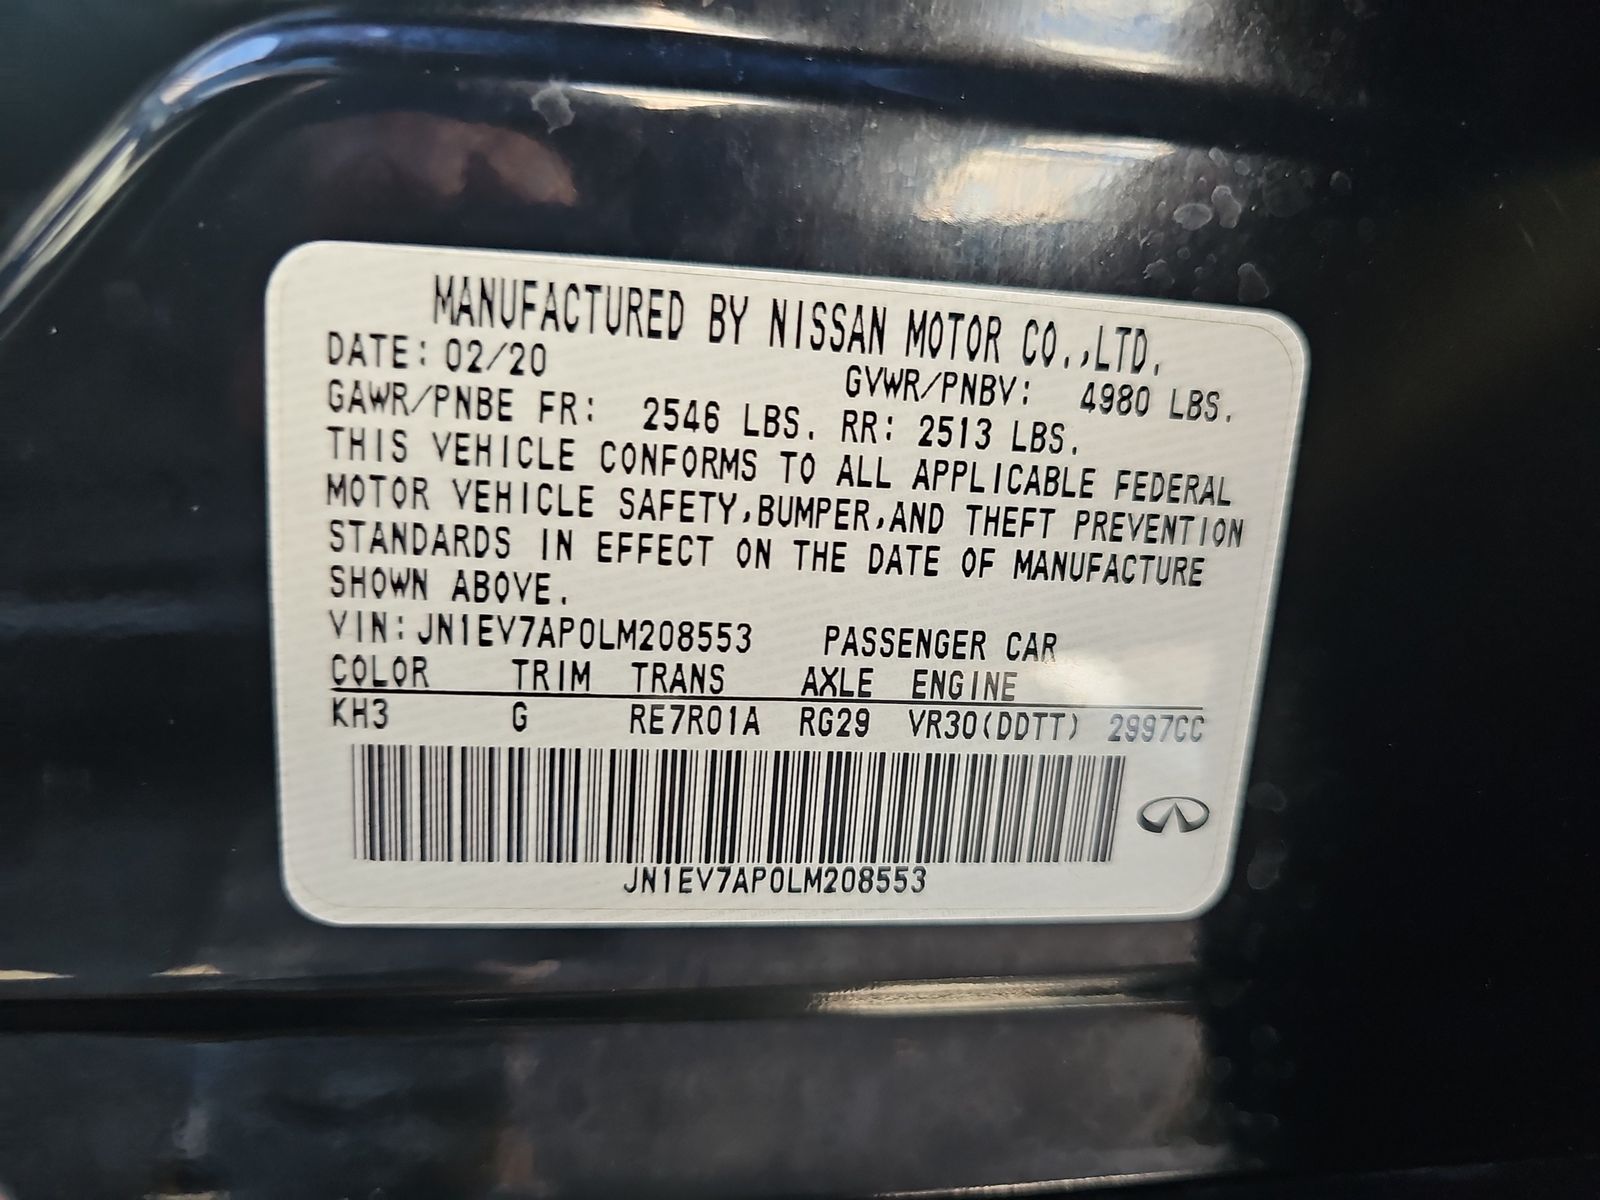 MANUFACTURED BY NISSAN MOTOR CO.,LTD.
DATE: 02/20 GVWR/PNBV: 4980 LBS.
GAWR/PNBE FR: 2546 LBS. RR: 2513 LBS.
THIS VEHICLE CONFORMS TO ALL APPLICABLE FEDERAL
MOTOR VEHICLE SAFETY,BUMPER,AND THEFT PREVENTION
STANDARDS IN EFFECT ON THE DATE OF MANUFACTURE
SHOWN ABOVE.
VIN:JN1EV7AP0LM208553 PASSENGER CAR
COLOR TRIM TRANS AXLE ENGINE
KH3 G RE7R01A RG29 VR30(DDTT) 2997CC
JN1EV7AP0LM208553